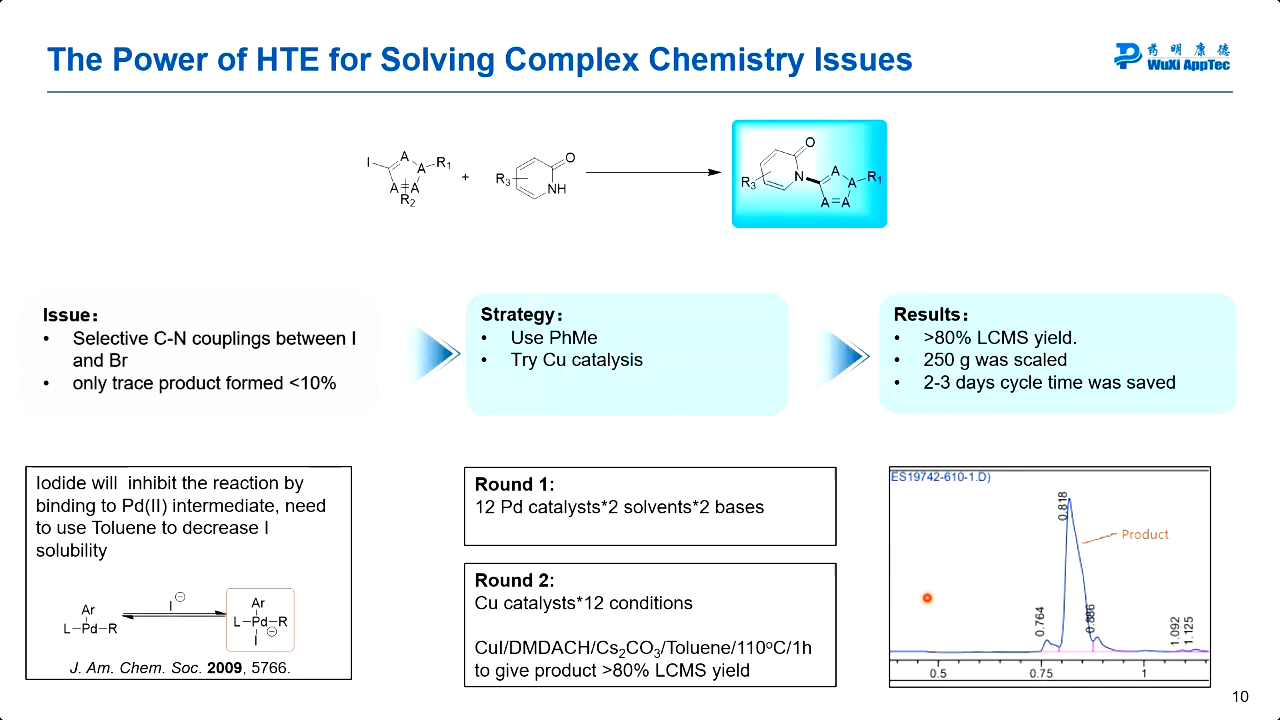 The Power of HTE for Solving Complex Chemistry Issues
药 明 康 德
WuXi AppTec
I
A
A
R1
A
A
R2
+
R3
O
NH
O
R3
N
A
A
R1
A=A
Issue：
• Selective C-N couplings between I
and Br
• only trace product formed <10%
Strategy：
• Use PhMe
• Try Cu catalysis
Results：
• >80% LCMS yield.
• 250 g was scaled
• 2-3 days cycle time was saved
Iodide will inhibit the reaction by
binding to Pd(II) intermediate, need
to use Toluene to decrease I
solubility
Ar
L–Pd–R
I ⊖
Ar
L–Pd–R
⊖
I
J. Am. Chem. Soc. 2009, 5766.
Round 1:
12 Pd catalysts*2 solvents*2 bases
Round 2:
Cu catalysts*12 conditions
CuI/DMDACH/Cs₂CO₃/Toluene/110ºC/1h
to give product >80% LCMS yield
ES19742-610-1.D)
0.818
Product
0.764
0.886
1.092
1.125
0.5
0.75
1
10